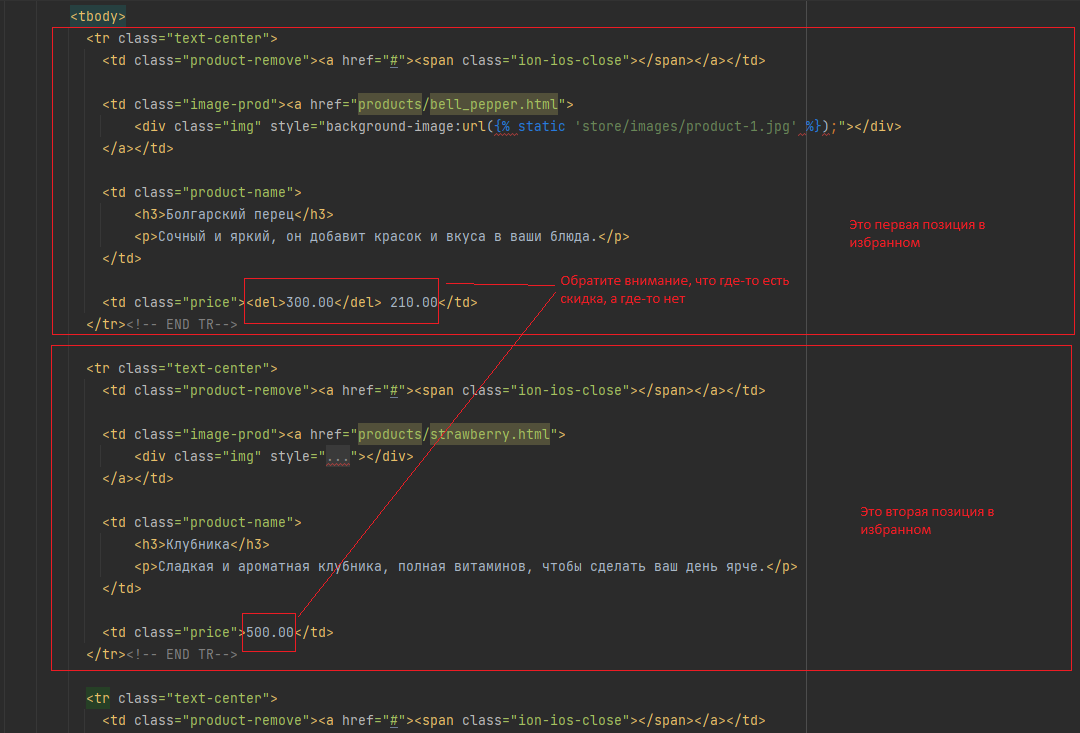 <tbody>
<tr class="text-center">
<td class="product-remove"><a href="#"><span class="ion-ios-close"></span></a></td>
<td class="image-prod"><a href="products/bell_pepper.html">
<div class="img" style="background-image:url({% static 'store/images/product-1.jpg' %});"></div>
</a></td>
<td class="product-name">
<h3>Болгарский перец</h3>
<p>Сочный и яркий, он добавит красок и вкуса в ваши блюда.</p>
</td>
Это первая позиция в
избранном
<td class="price"><del>300.00</del> 210.00</td>
</tr><!-- END TR-->
Обратите внимание, что где-то есть
скидка, а где-то нет
<tr class="text-center">
<td class="product-remove"><a href="#"><span class="ion-ios-close"></span></a></td>
<td class="image-prod"><a href="products/strawberry.html">
<div class="img" style="..."></div>
</a></td>
<td class="product-name">
<h3>Клубника</h3>
<p>Сладкая и ароматная клубника, полная витаминов, чтобы сделать ваш день ярче.</p>
</td>
Это вторая позиция в
избранном
<td class="price">500.00</td>
</tr><!-- END TR-->
<tr class="text-center">
<td class="product-remove"><a href="#"><span class="ion-ios-close"></span></a></td>